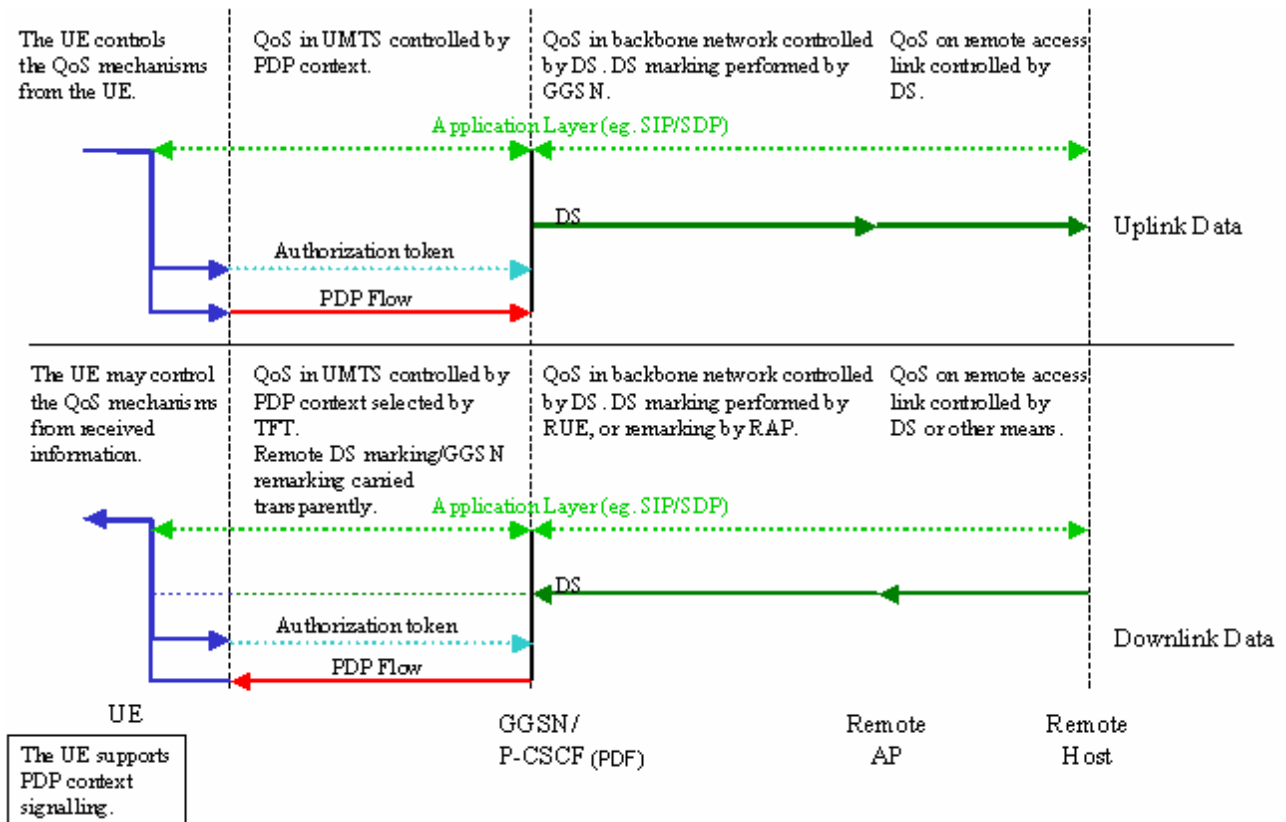 The UE controls
the QoS mechanisms
from the UE.
QoS in UMTS controlled by
PDP context.
QoS in backbone network controlled
by DS. DS marking performed by
GGSN.
QoS on remote access
link controlled by
DS.
Application Layer (eg. SIP/SDP)
DS
Uplink Data
Authorization token
PDP Flow
The UE may control
the QoS mechanisms
from received
information.
QoS in UMTS controlled by
PDP context selected by
TFT.
Remote DS marking/GGSN
remarking carried
transparently.
QoS in backbone network controlled
by DS. DS marking performed by
RUE, or remarking by RAP.
QoS on remote access
link controlled by
DS or other means.
Application Layer (eg. SIP/SDP)
DS
Authorization token
Downlink Data
PDP Flow
UE
GGSN/
P-CSCF (PDF)
Remote
AP
Remote
Host
The UE supports
PDP context
signalling.